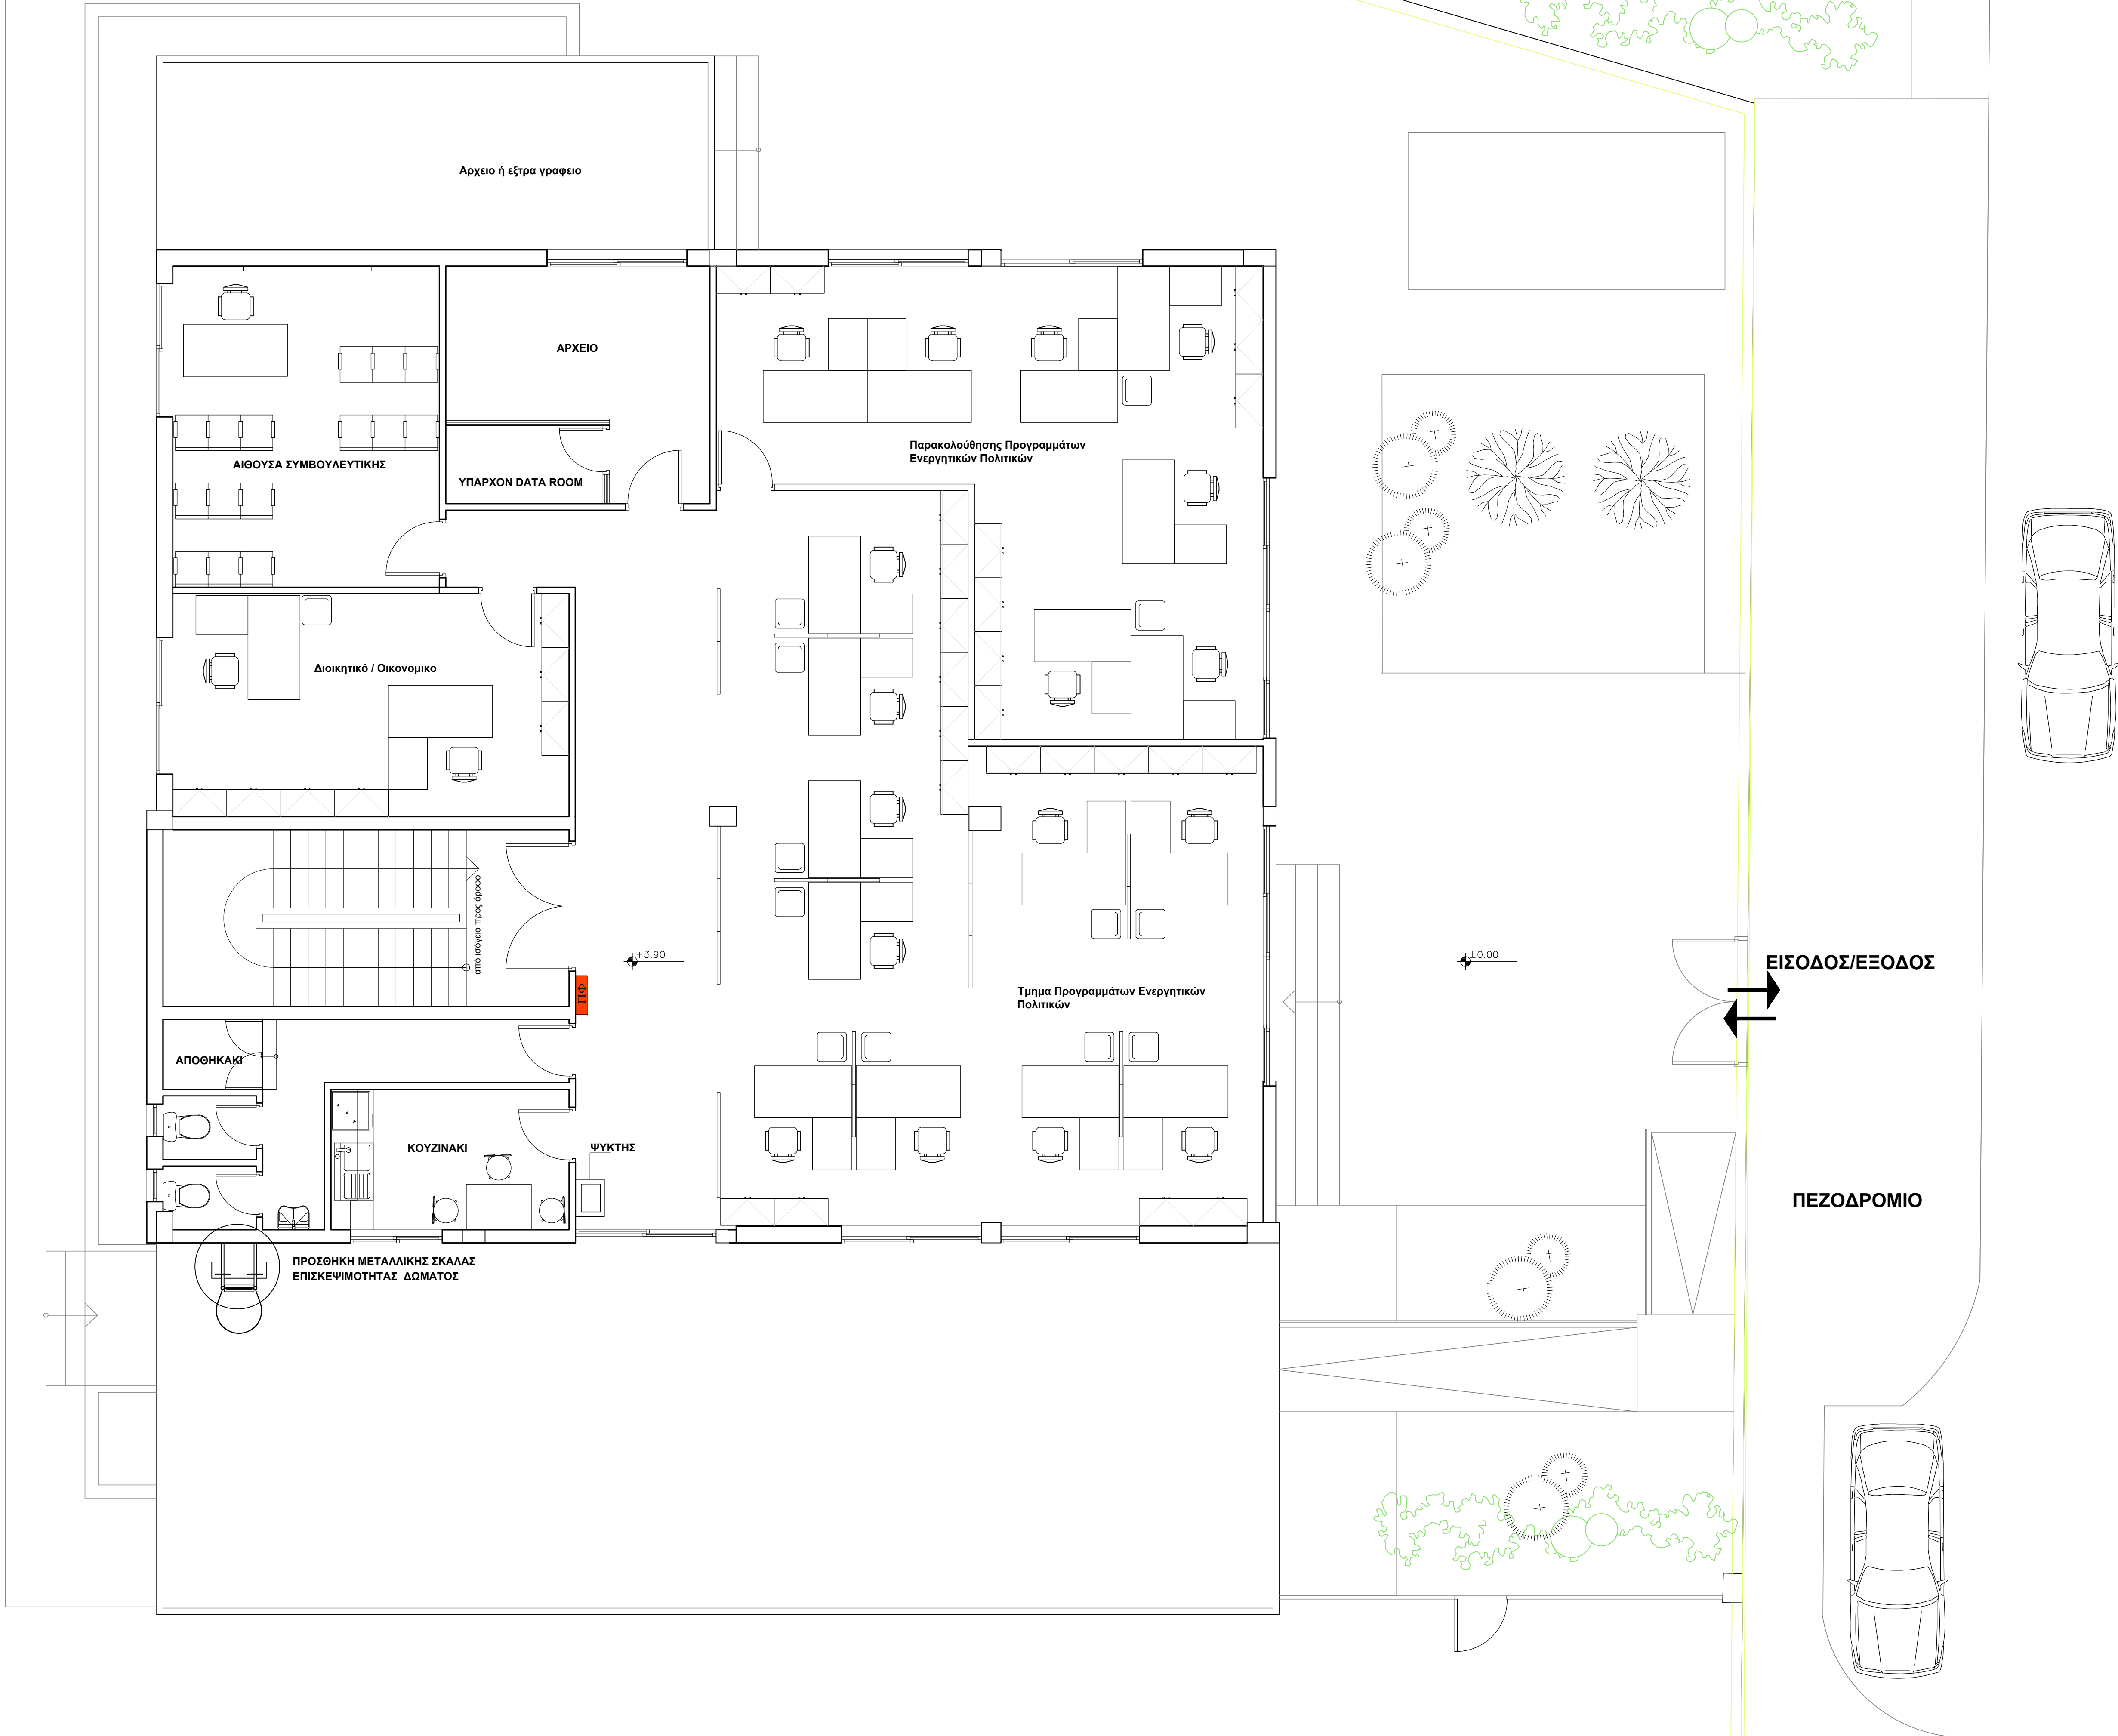 Αρχειο ή εξτρα γραφειο
ΑΡΧΕΙΟ
Παρακολούθησης Προγραμμάτων
Ενεργητικών Πολιτικών
ΑΙΘΟΥΣΑ ΣΥΜΒΟΥΛΕΥΤΙΚΗΣ
ΥΠΑΡΧΟΝ DATA ROOM
Διοικητικό / Οικονομικο
από ισόγειο προς όροφο
+3.90
±0.00
ΕΙΣΟΔΟΣ/ΕΞΟΔΟΣ
ΠΦ
Τμημα Προγραμμάτων Ενεργητικών
Πολιτικών
ΑΠΟΘΗΚΑΚΙ
ΚΟΥΖΙΝΑΚΙ
ΨΥΚΤΗΣ
ΠΕΖΟΔΡΟΜΙΟ
ΠΡΟΣΘΗΚΗ ΜΕΤΑΛΛΙΚΗΣ ΣΚΑΛΑΣ
ΕΠΙΣΚΕΨΙΜΟΤΗΤΑΣ ΔΩΜΑΤΟΣ